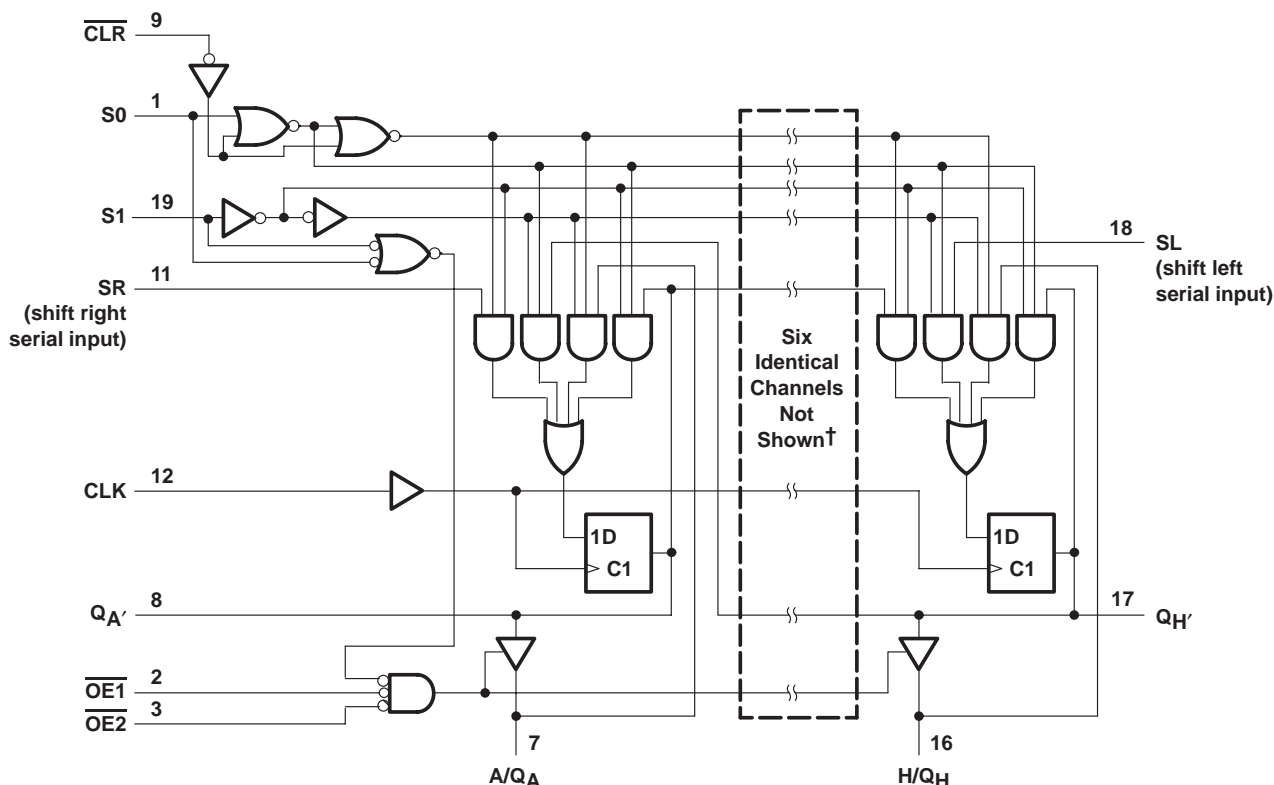 CLR 9
S0 1
S1 19
18 SL
(shift left
serial input)
SR 11
(shift right
serial input)
Six
Identical
Channels
Not
Shown†
CLK 12
1D
C1
1D
C1
QA′ 8
17 QH′
OE1 2
OE2 3
7
A/QA
16
H/QH